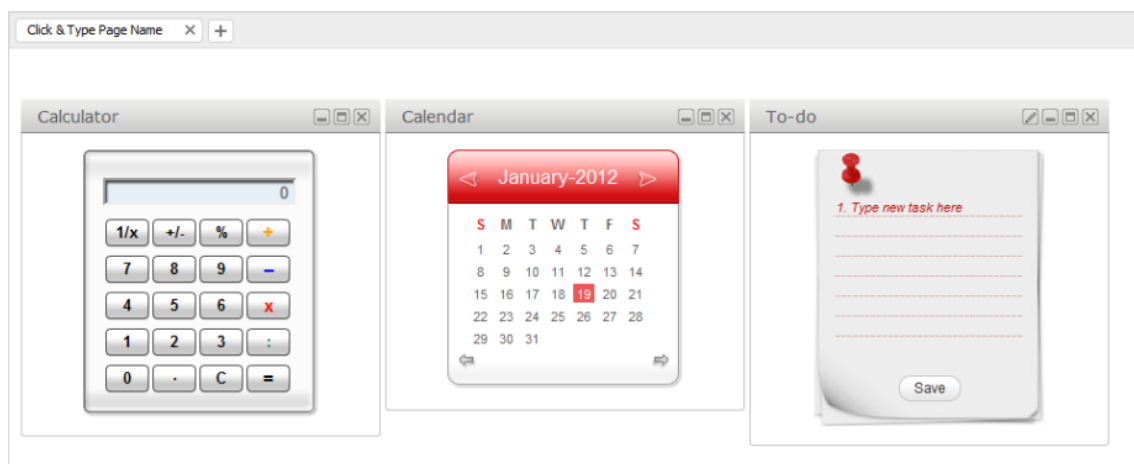 Click & Type Page Name
Calculator
0
1/x +/- % +
7 8 9 –
4 5 6 x
1 2 3 :
0 . C =
Calendar
January-2012
S M T W T F S
1 2 3 4 5 6 7
8 9 10 11 12 13 14
15 16 17 18 19 20 21
22 23 24 25 26 27 28
29 30 31
To-do
1. Type new task here
Save